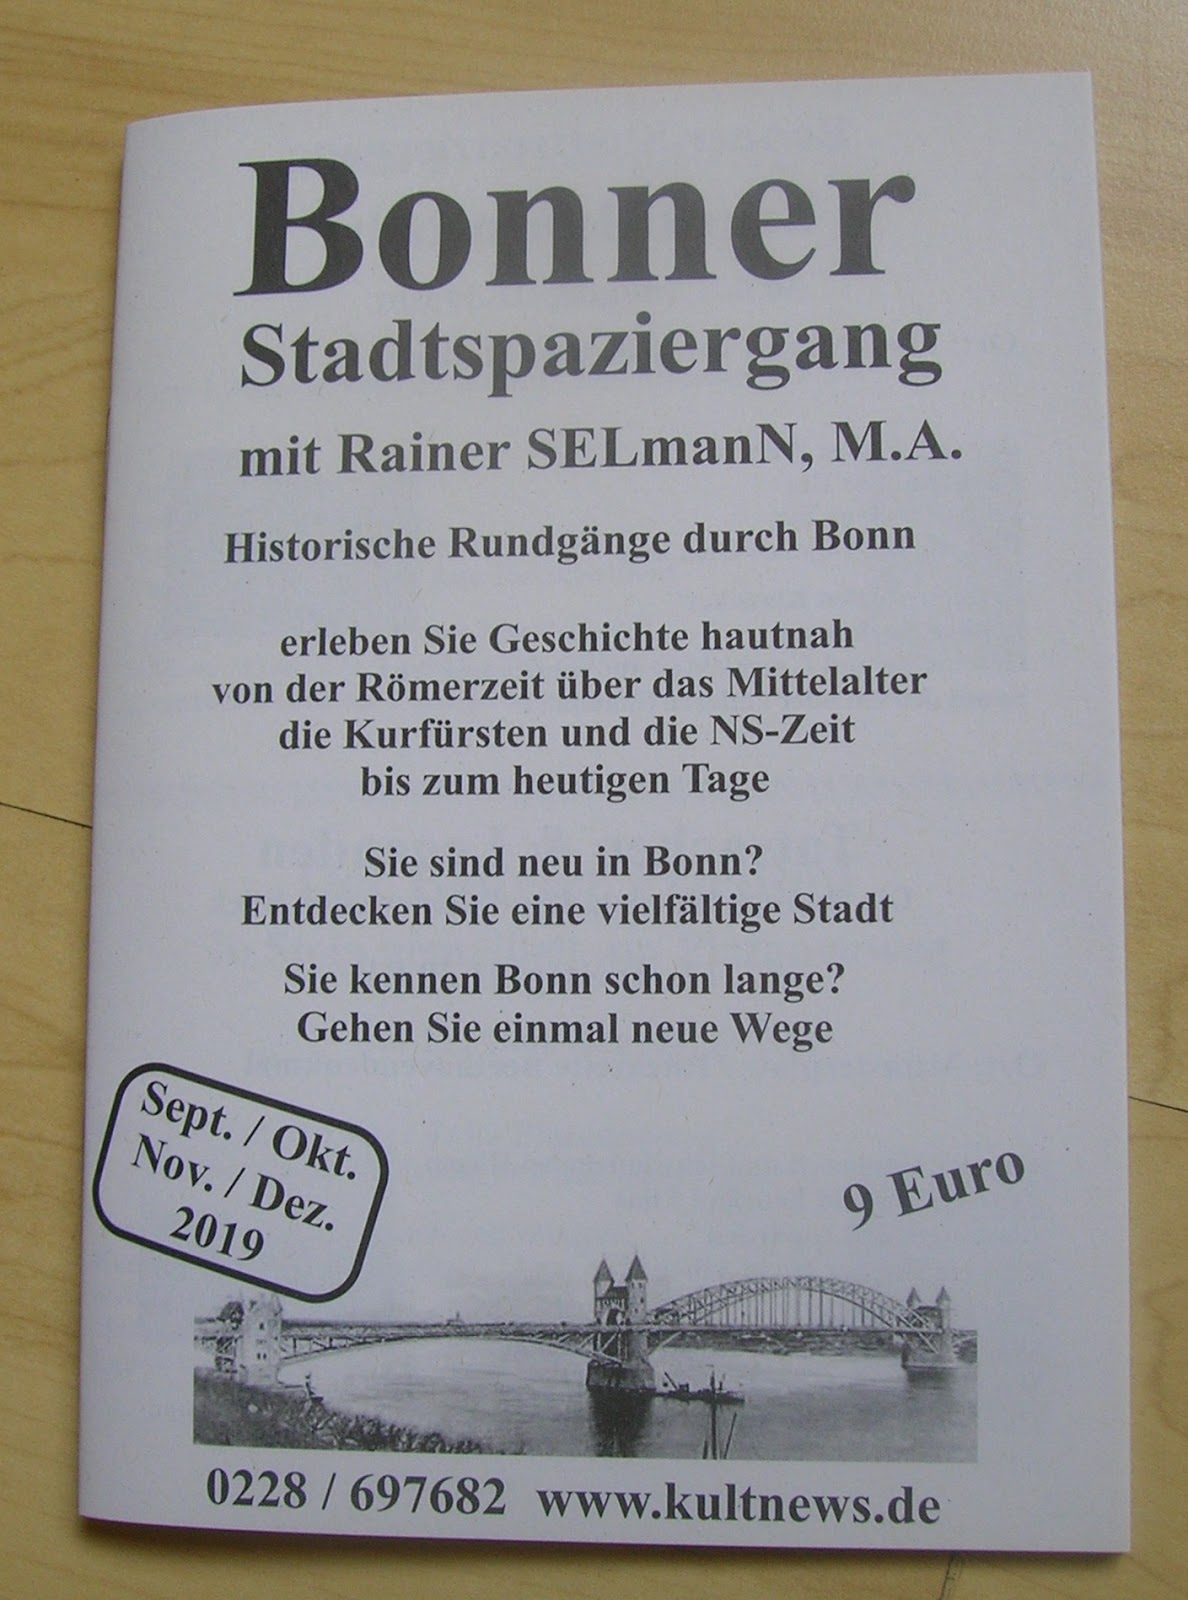 Bonner
Stadtspaziergang
mit Rainer SELmanN, M.A.
Historische Rundgänge durch Bonn
erleben Sie Geschichte hautnah
von der Römerzeit über das Mittelalter
die Kurfürsten und die NS-Zeit
bis zum heutigen Tage
Sie sind neu in Bonn?
Entdecken Sie eine vielfältige Stadt
Sie kennen Bonn schon lange?
Gehen Sie einmal neue Wege
Sept. / Okt.
Nov. / Dez.
2019
9 Euro
0228 / 697682 www.kultnews.de